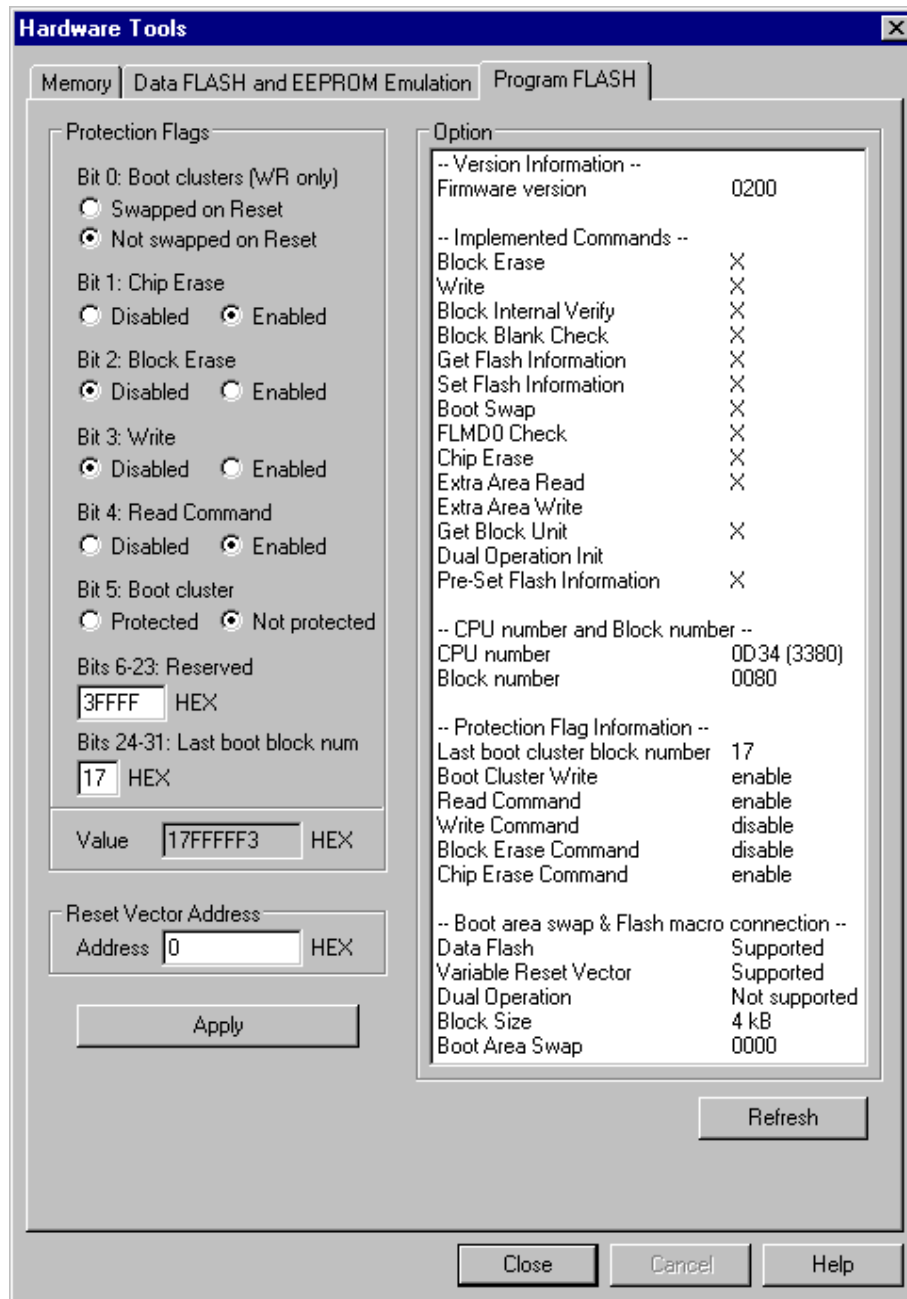 Hardware Tools
Memory Data FLASH and EEPROM Emulation Program FLASH
Protection Flags
Bit 0: Boot clusters (WR only)
Swapped on Reset
Not swapped on Reset
Bit 1: Chip Erase
Disabled Enabled
Bit 2: Block Erase
Disabled Enabled
Bit 3: Write
Disabled Enabled
Bit 4: Read Command
Disabled Enabled
Bit 5: Boot cluster
Protected Not protected
Bits 6-23: Reserved
3FFFF HEX
Bits 24-31: Last boot block num
17 HEX
Value 17FFFFF3 HEX
Reset Vector Address
Address 0 HEX
Apply
Option
-- Version Information --
Firmware version 0200
-- Implemented Commands --
Block Erase X
Write X
Block Internal Verify X
Block Blank Check X
Get Flash Information X
Set Flash Information X
Boot Swap X
FLMD0 Check X
Chip Erase X
Extra Area Read X
Extra Area Write
Get Block Unit X
Dual Operation Init
Pre-Set Flash Information X
-- CPU number and Block number --
CPU number 0D34 (3380)
Block number 0080
-- Protection Flag Information --
Last boot cluster block number 17
Boot Cluster Write enable
Read Command enable
Write Command disable
Block Erase Command disable
Chip Erase Command enable
-- Boot area swap & Flash macro connection --
Data Flash Supported
Variable Reset Vector Supported
Dual Operation Not supported
Block Size 4 kB
Boot Area Swap 0000
Refresh
Close Cancel Help